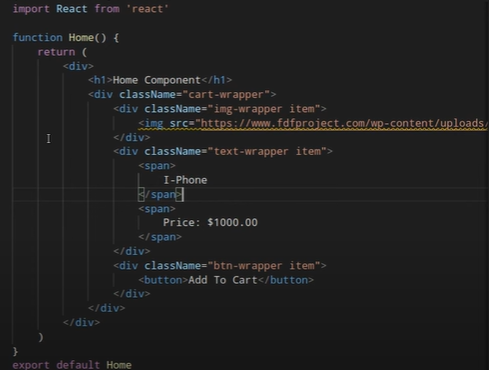 import React from 'react'
function Home() {
return (
<div>
<h1>Home Component</h1>
<div className="cart-wrapper">
<div className="img-wrapper item">
<img src="https://www.fdfproject.com/wp-content/uploads/
</div>
<div className="text-wrapper item">
<span>
I-Phone
</span>
<span>
Price: $1000.00
</span>
</div>
<div className="btn-wrapper item">
<button>Add To Cart</button>
</div>
</div>
</div>
)
}
export default Home